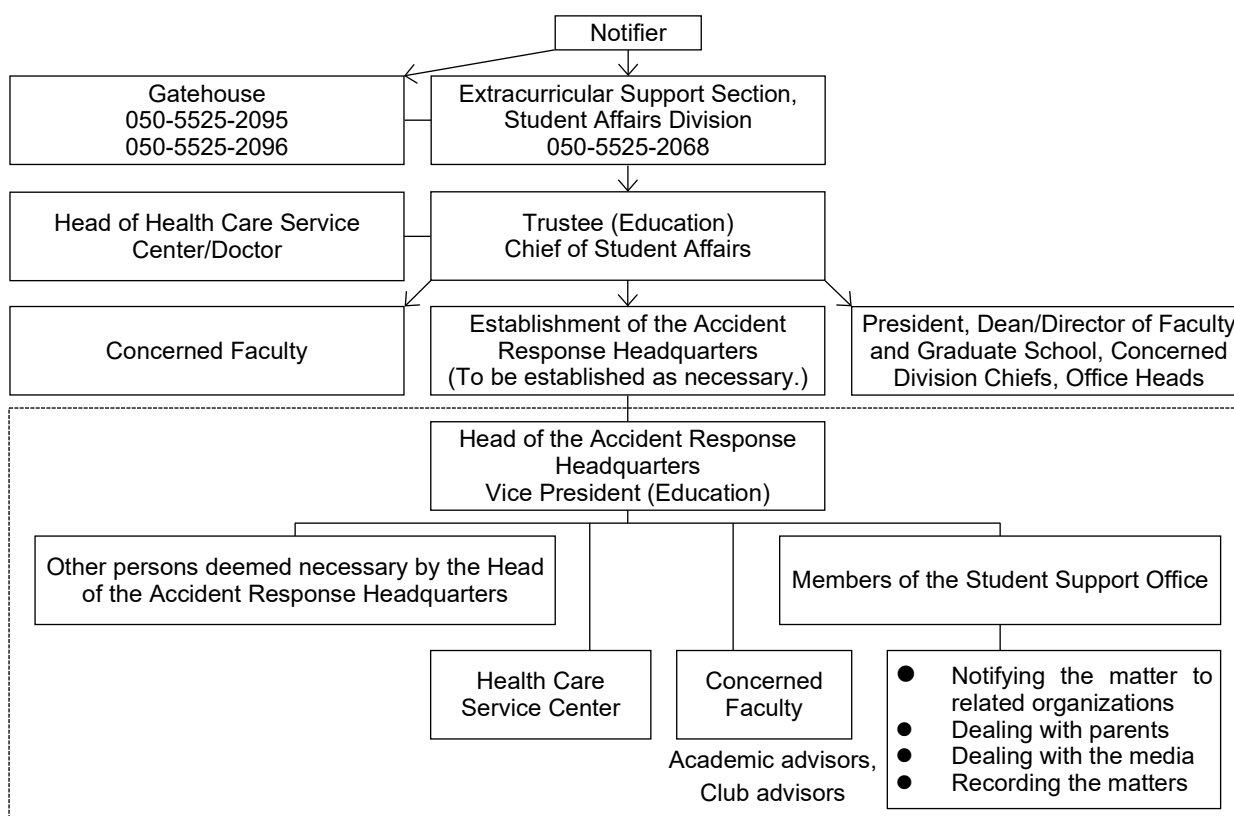 Notifier
Gatehouse
050-5525-2095
050-5525-2096
Extracurricular Support Section,
Student Affairs Division
050-5525-2068
Head of Health Care Service
Center/Doctor
Trustee (Education)
Chief of Student Affairs
Concerned Faculty
Establishment of the Accident
Response Headquarters
(To be established as necessary.)
President, Dean/Director of Faculty
and Graduate School, Concerned
Division Chiefs, Office Heads
Head of the Accident Response
Headquarters
Vice President (Education)
Other persons deemed necessary by the Head
of the Accident Response Headquarters
Members of the Student Support Office
Health Care
Service Center
Concerned
Faculty
Academic advisors,
Club advisors
● Notifying the matter to
related organizations
● Dealing with parents
● Dealing with the media
● Recording the matters